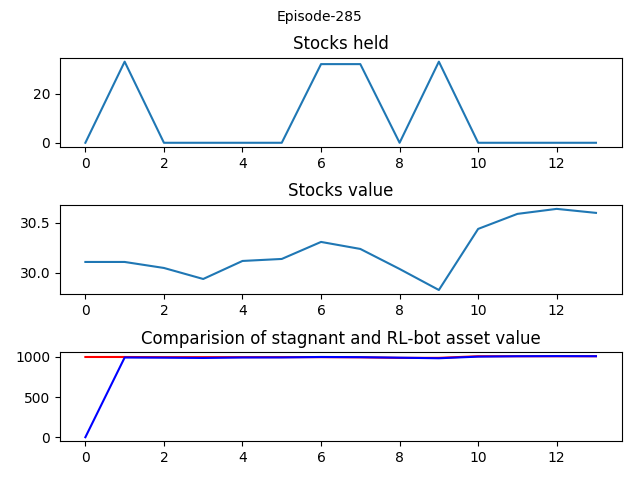 Episode-285
Stocks held
20
0
0 2 4 6 8 10 12
Stocks value
30.5
30.0
0 2 4 6 8 10 12
Comparision of stagnant and RL-bot asset value
1000
500
0
0 2 4 6 8 10 12